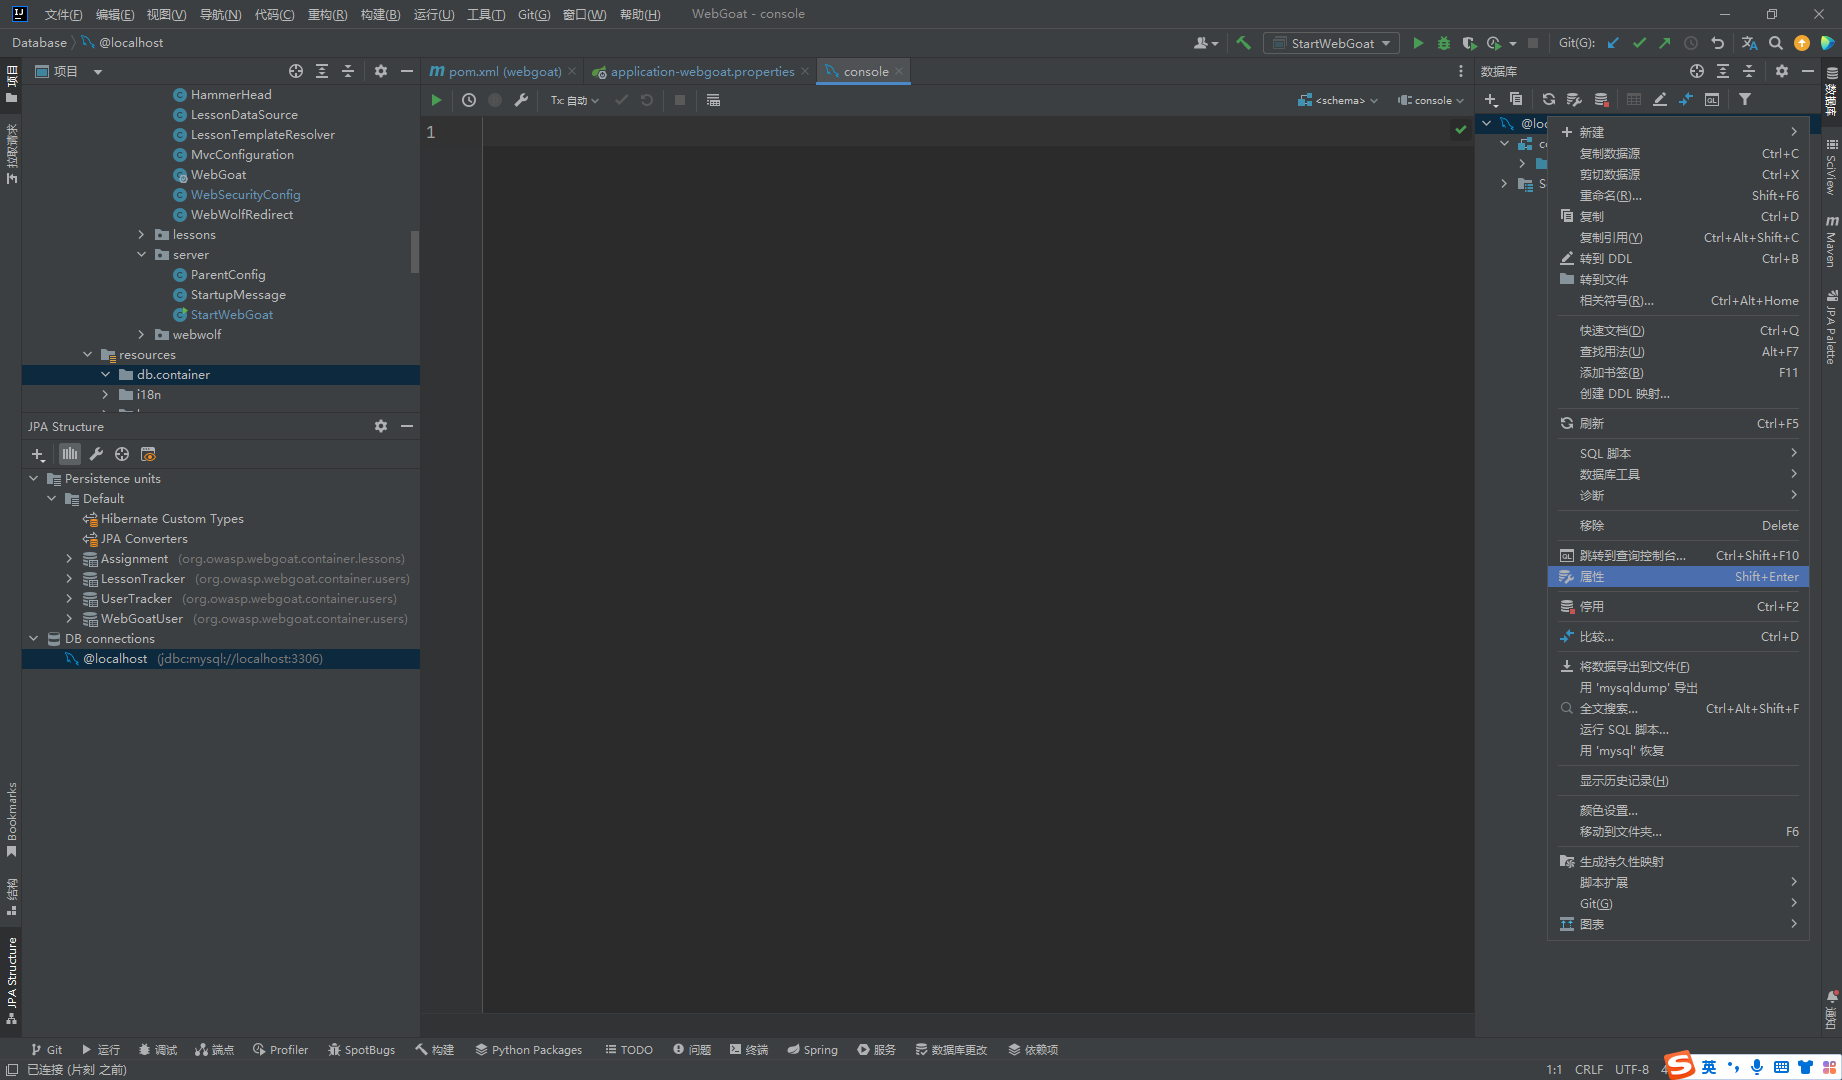 文件(F) 编辑(E) 视图(V) 导航(N) 代码(C) 重构(R) 构建(B) 运行(U) 工具(T) Git(G) 窗口(W) 帮助(H) WebGoat - console
Database @localhost StartWebGoat Git(G):
项目
pom.xml (webgoat) application-webgoat.properties console
数据库
Tx: 自动 <schema> console
1
HammerHead
LessonDataSource
LessonTemplateResolver
MvcConfiguration
WebGoat
WebSecurityConfig
WebWolfRedirect
lessons
server
ParentConfig
StartupMessage
StartWebGoat
webwolf
resources
db.container
i18n
JPA Structure
Persistence units
Default
Hibernate Custom Types
JPA Converters
Assignment (org.owasp.webgoat.container.lessons)
LessonTracker (org.owasp.webgoat.container.users)
UserTracker (org.owasp.webgoat.container.users)
WebGoatUser (org.owasp.webgoat.container.users)
DB connections
@localhost (jdbc:mysql://localhost:3306)
新建
复制数据源 Ctrl+C
剪切数据源 Ctrl+X
重命名(R)... Shift+F6
复制 Ctrl+D
复制引用(Y) Ctrl+Alt+Shift+C
转到 DDL Ctrl+B
转到文件
相关符号(R)... Ctrl+Alt+Home
快速文档(D) Ctrl+Q
查找用法(U) Alt+F7
添加书签(B) F11
创建 DDL 映射...
刷新 Ctrl+F5
SQL 脚本
数据库工具
诊断
移除 Delete
跳转到查询控制台... Ctrl+Shift+F10
属性 Shift+Enter
停用 Ctrl+F2
比较... Ctrl+D
将数据导出到文件(F)
用 'mysqldump' 导出
全文搜索... Ctrl+Alt+Shift+F
运行 SQL 脚本...
用 'mysql' 恢复
显示历史记录(H)
颜色设置...
移动到文件夹... F6
生成持久性映射
脚本扩展
Git(G)
图表
项目
拉取请求
Bookmarks
结构
JPA Structure
数据库
SciView
Maven
JPA Palette
通知
Git 运行 调试 端点 Profiler SpotBugs 构建 Python Packages TODO 问题 终端 Spring 服务 数据库更改 依赖项
已连接 (片刻 之前) 1:1 CRLF UTF-8 英